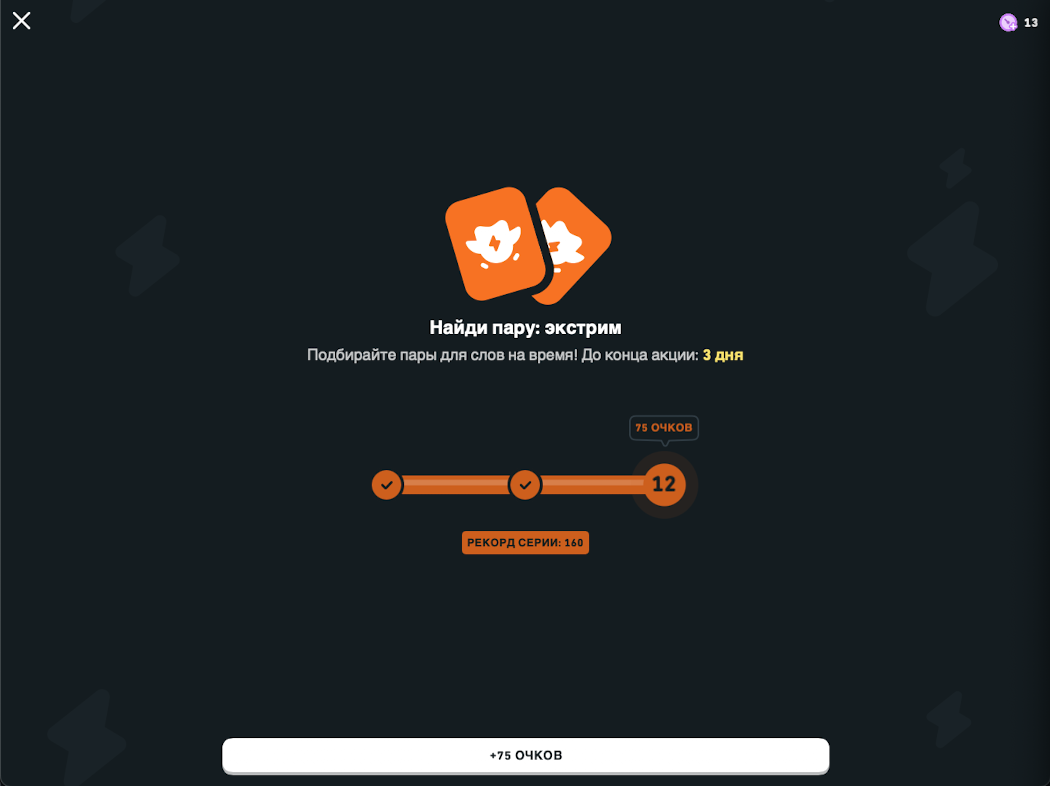 13
Найди пару: экстрим
Подбирайте пары для слов на время! До конца акции: 3 дня
75 ОЧКОВ
12
РЕКОРД СЕРИИ: 160
+75 ОЧКОВ